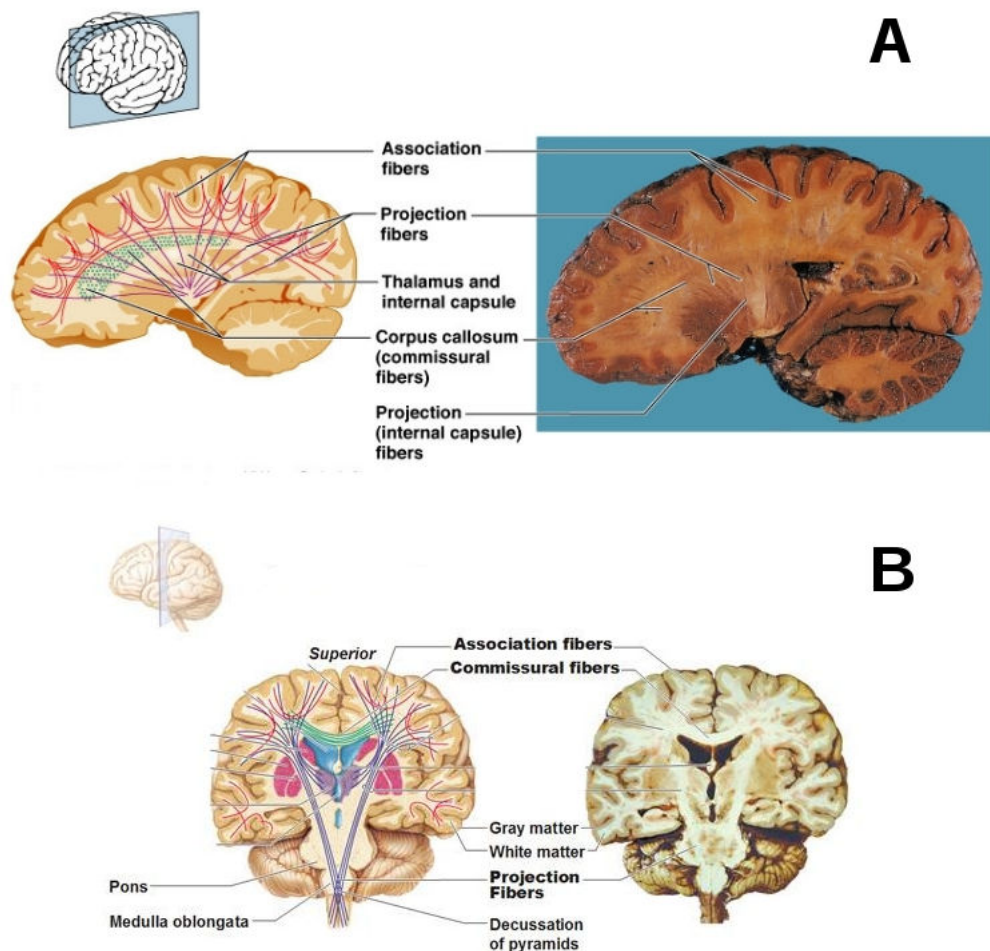 A
Association
fibers
Projection
fibers
Thalamus and
internal capsule
Corpus callosum
(commissural
fibers)
Projection
(internal capsule)
fibers
B
Superior
Association fibers
Commissural fibers
Gray matter
White matter
Pons
Projection
Fibers
Medulla oblongata
Decussation
of pyramids